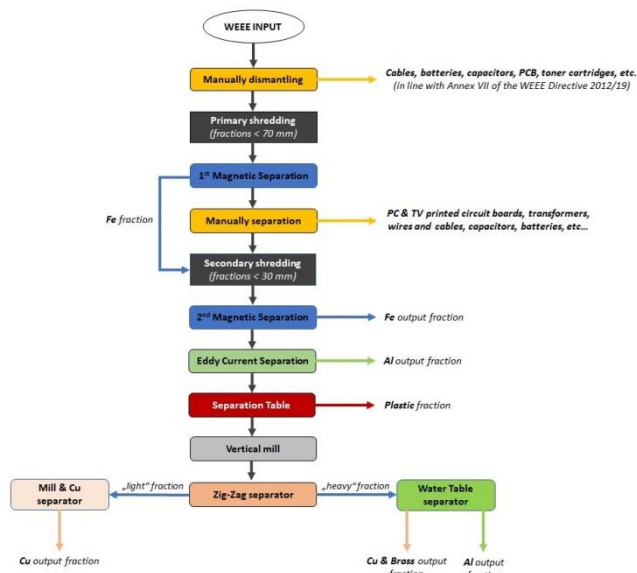 WEEE INPUT
Manually dismantling
Cables, batteries, capacitors, PCB, toner cartridges, etc.
(in line with Annex VII of the WEEE Directive 2012/19)
Primary shredding
(fractions < 70 mm)
1st Magnetic Separation
Fe fraction
Manually separation
PC & TV printed circuit boards, transformers,
wires and cables, capacitors, batteries, etc...
Secondary shredding
(fractions < 30 mm)
2nd Magnetic Separation
Fe output fraction
Eddy Current Separation
Al output fraction
Separation Table
Plastic fraction
Vertical mill
Mill & Cu
separator
„light“ fraction
Zig-Zag separator
„heavy“ fraction
Water Table
separator
Cu output fraction
Cu & Brass output
fraction
Al output